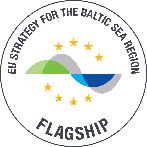 EU STRATEGY FOR THE BALTIC SEA REGION
FLAGSHIP